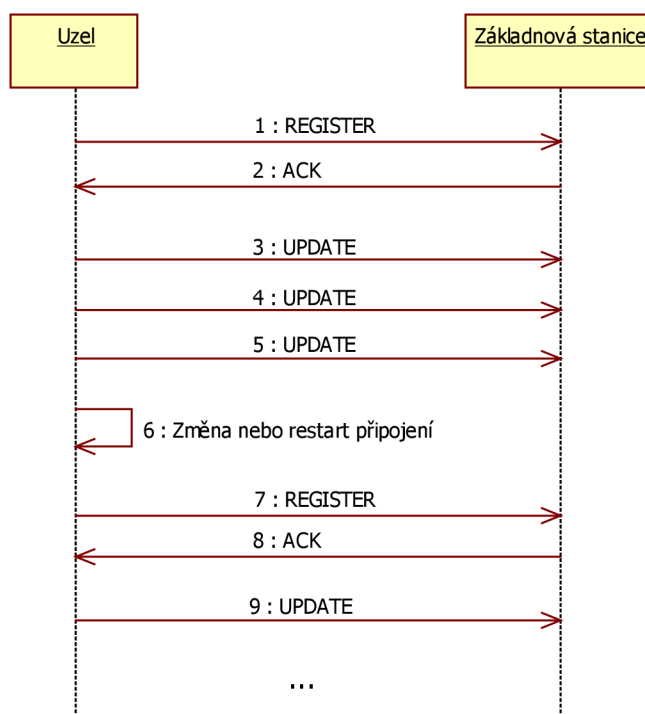 Uzel
Základnová stanice
1 : REGISTER
2 : ACK
3 : UPDATE
4 : UPDATE
5 : UPDATE
6 : Změna nebo restart připojení
7 : REGISTER
8 : ACK
9 : UPDATE
...